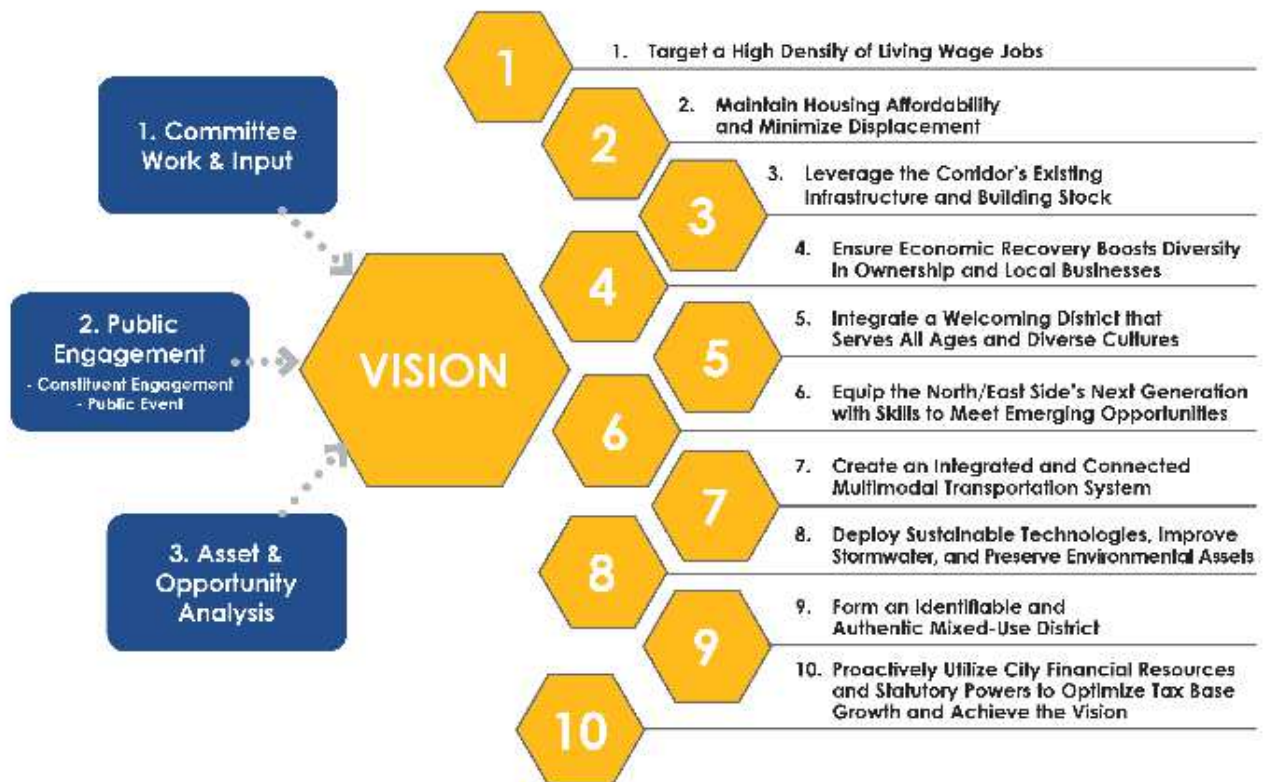 1. Committee
Work & Input
2. Public
Engagement
- Constituent Engagement
- Public Event
3. Asset &
Opportunity
Analysis
VISION
1
1. Target a High Density of Living Wage Jobs
2
2. Maintain Housing Affordability
and Minimize Displacement
3
3. Leverage the Corridor's Existing
Infrastructure and Building Stock
4
4. Ensure Economic Recovery Boosts Diversity
in Ownership and Local Businesses
5
5. Integrate a Welcoming District that
Serves All Ages and Diverse Cultures
6
6. Equip the North/East Side's Next Generation
with Skills to Meet Emerging Opportunities
7
7. Create an Integrated and Connected
Multimodal Transportation System
8
8. Deploy Sustainable Technologies, Improve
Stormwater, and Preserve Environmental Assets
9
9. Form an Identifiable and
Authentic Mixed-Use District
10
10. Proactively Utilize City Financial Resources
and Statutory Powers to Optimize Tax Base
Growth and Achieve the Vision